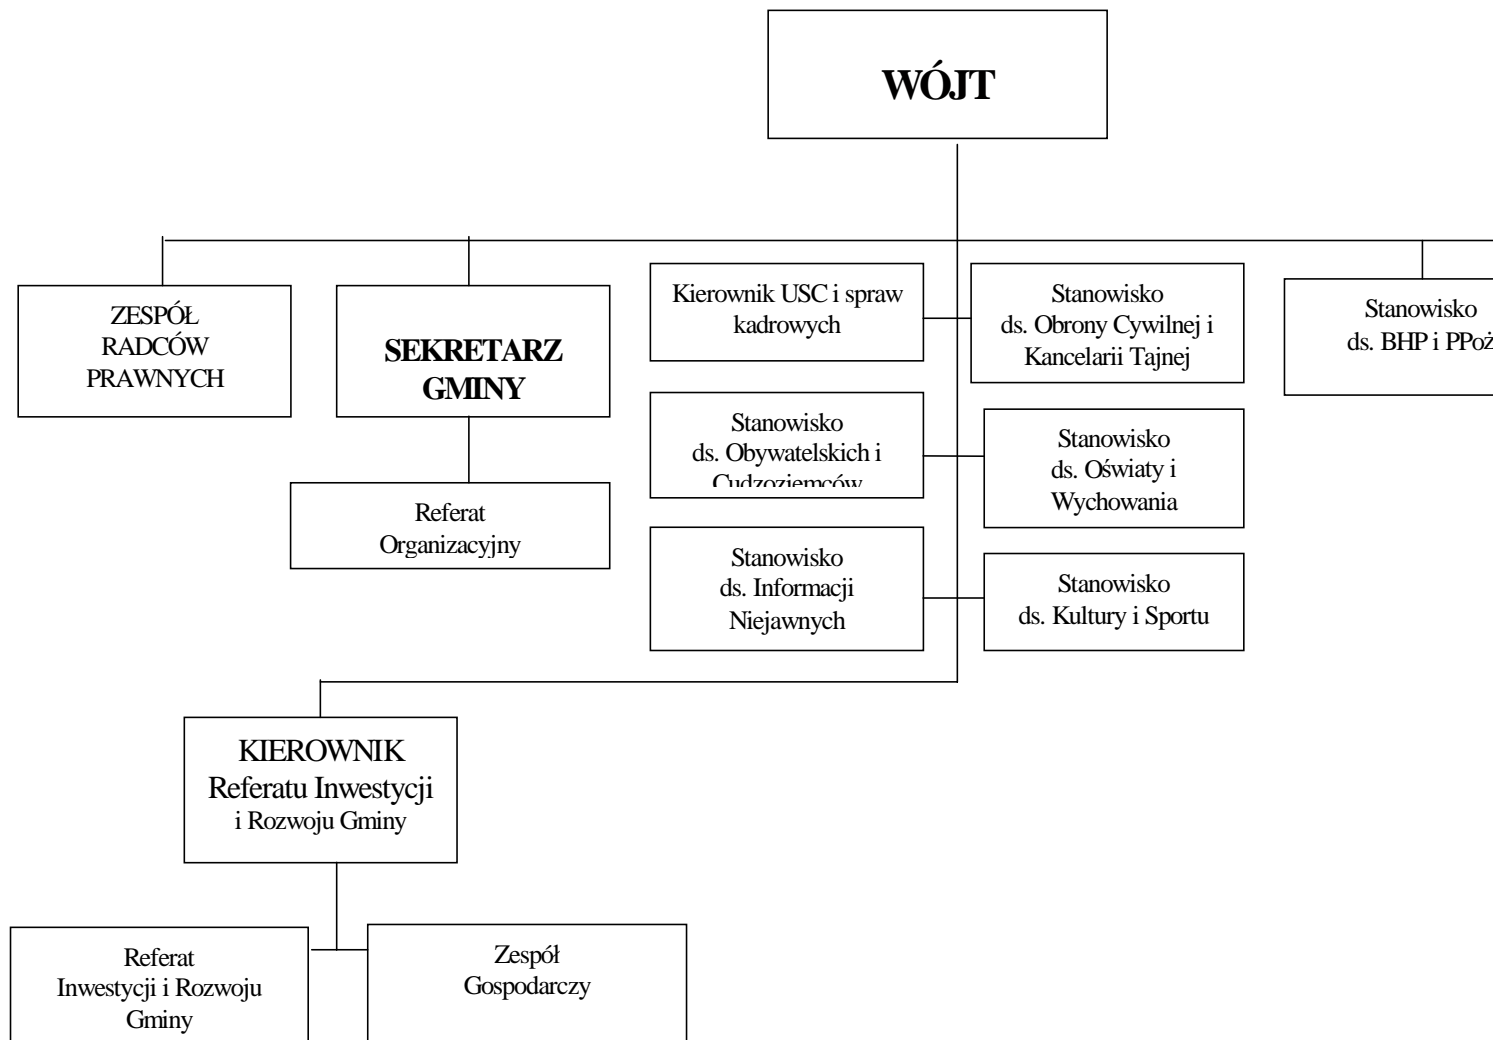 WÓJT
ZESPÓŁ
RADCÓW
PRAWNYCH
SEKRETARZ
GMINY
Referat
Organizacyjny
Kierownik USC i spraw
kadrowych
Stanowisko
ds. Obrony Cywilnej i
Kancelarii Tajnej
Stanowisko
ds. BHP i PPoż
Stanowisko
ds. Obywatelskich i
Cudzoziemców
Stanowisko
ds. Oświaty i
Wychowania
Stanowisko
ds. Informacji
Niejawnych
Stanowisko
ds. Kultury i Sportu
KIEROWNIK
Referatu Inwestycji
i Rozwoju Gminy
Referat
Inwestycji i Rozwoju
Gminy
Zespół
Gospodarczy